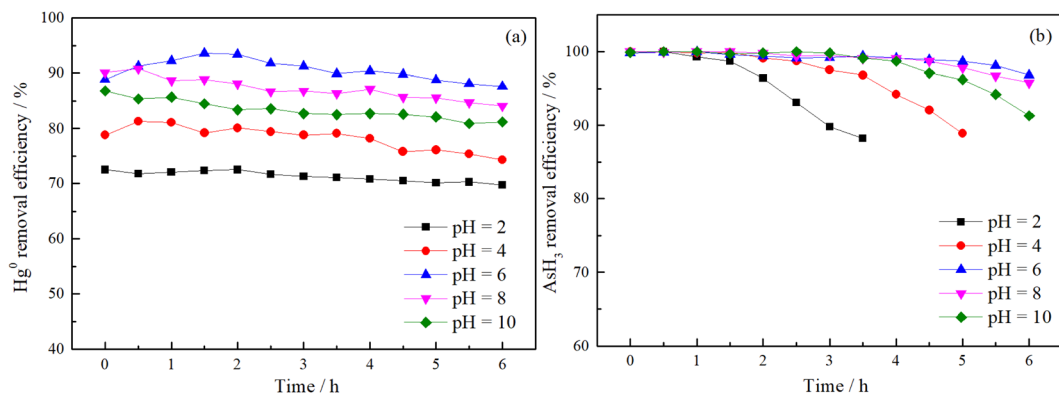 (a)
Hg⁰ removal efficiency / %
100
90
80
70
60
50
40
pH = 2
pH = 4
pH = 6
pH = 8
pH = 10
0 1 2 3 4 5 6
Time / h
(b)
AsH₃ removal efficiency / %
100
90
80
70
60
pH = 2
pH = 4
pH = 6
pH = 8
pH = 10
0 1 2 3 4 5 6
Time / h